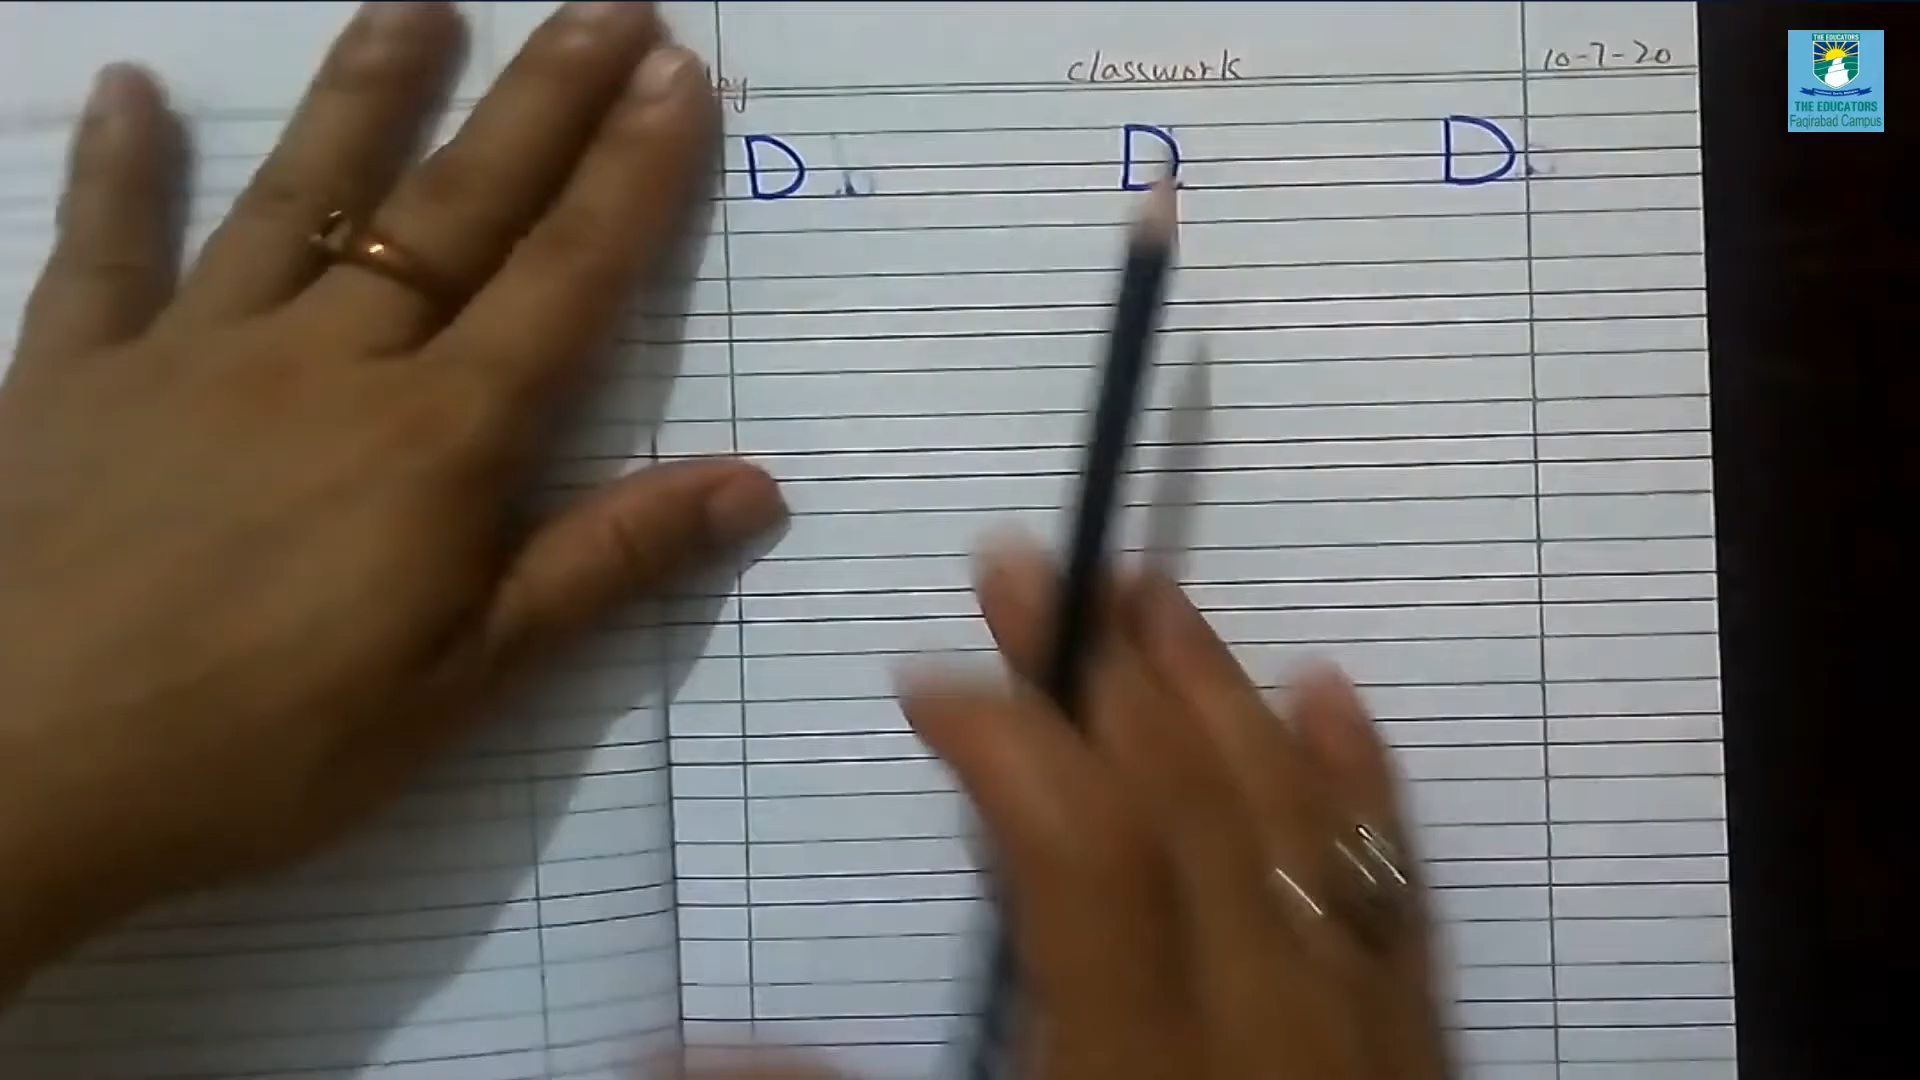 classwork 10-7-20
D D D
THE EDUCATORS
THE EDUCATORS
Faqirabad Campus